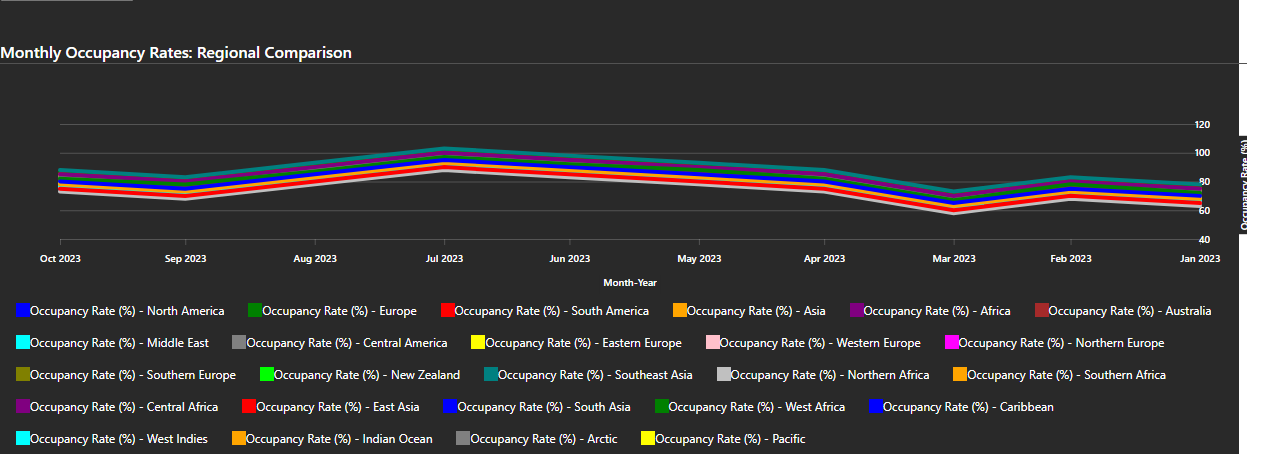 Monthly Occupancy Rates: Regional Comparison
120
100
80
60
40
Occupancy Rate (%)
Oct 2023 Sep 2023 Aug 2023 Jul 2023 Jun 2023 May 2023 Apr 2023 Mar 2023 Feb 2023 Jan 2023
Month-Year
Occupancy Rate (%) - North America Occupancy Rate (%) - Europe Occupancy Rate (%) - South America Occupancy Rate (%) - Asia Occupancy Rate (%) - Africa Occupancy Rate (%) - Australia
Occupancy Rate (%) - Middle East Occupancy Rate (%) - Central America Occupancy Rate (%) - Eastern Europe Occupancy Rate (%) - Western Europe Occupancy Rate (%) - Northern Europe
Occupancy Rate (%) - Southern Europe Occupancy Rate (%) - New Zealand Occupancy Rate (%) - Southeast Asia Occupancy Rate (%) - Northern Africa Occupancy Rate (%) - Southern Africa
Occupancy Rate (%) - Central Africa Occupancy Rate (%) - East Asia Occupancy Rate (%) - South Asia Occupancy Rate (%) - West Africa Occupancy Rate (%) - Caribbean
Occupancy Rate (%) - West Indies Occupancy Rate (%) - Indian Ocean Occupancy Rate (%) - Arctic Occupancy Rate (%) - Pacific